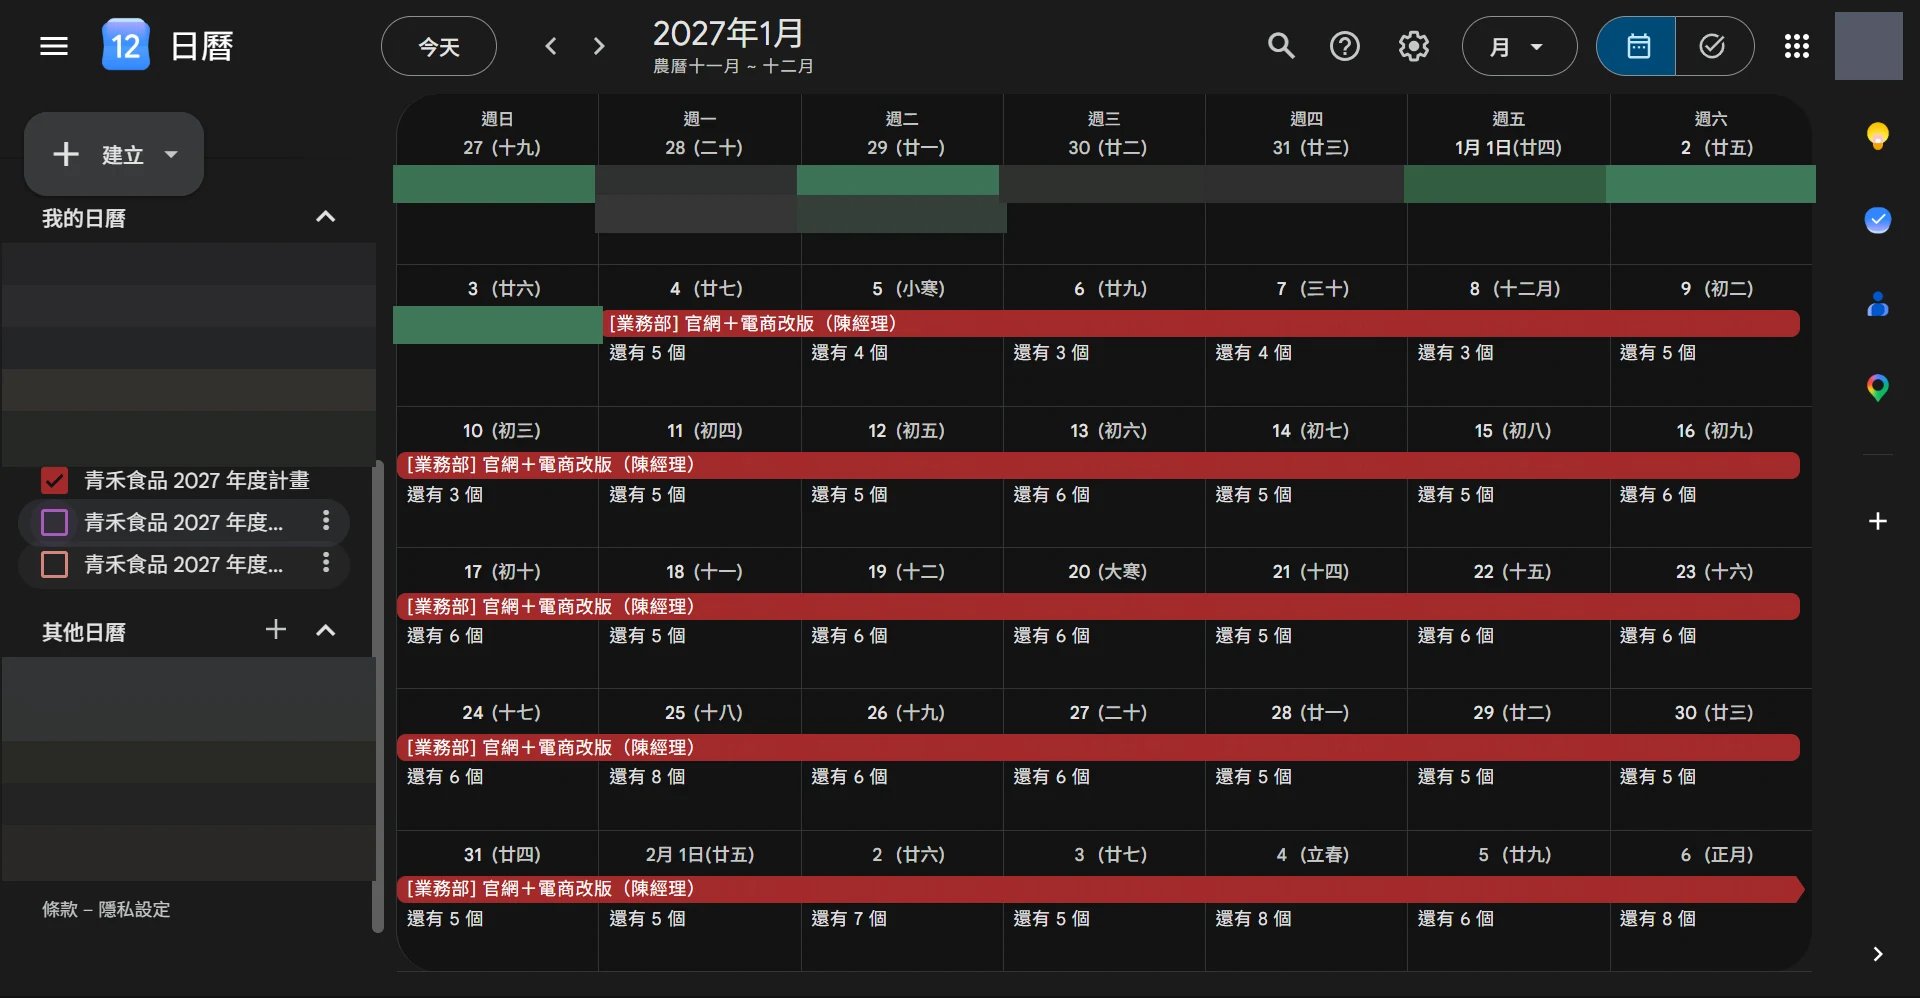 12 日曆
今天
2027年1月
農曆十一月 ~ 十二月
月
建立
我的日曆
青禾食品 2027 年度計畫
青禾食品 2027 年度...
青禾食品 2027 年度...
其他日曆
條款 – 隱私設定
週日 週一 週二 週三 週四 週五 週六
27 (十九) 28 (二十) 29 (廿一) 30 (廿二) 31 (廿三) 1月 1日(廿四) 2 (廿五)
3 (廿六) 4 (廿七) 5 (小寒) 6 (廿九) 7 (三十) 8 (十二月) 9 (初二)
[業務部] 官網＋電商改版（陳經理）
還有 5 個 還有 4 個 還有 3 個 還有 4 個 還有 3 個 還有 5 個
10 (初三) 11 (初四) 12 (初五) 13 (初六) 14 (初七) 15 (初八) 16 (初九)
[業務部] 官網＋電商改版（陳經理）
還有 3 個 還有 5 個 還有 5 個 還有 6 個 還有 5 個 還有 5 個 還有 6 個
17 (初十) 18 (十一) 19 (十二) 20 (大寒) 21 (十四) 22 (十五) 23 (十六)
[業務部] 官網＋電商改版（陳經理）
還有 6 個 還有 5 個 還有 6 個 還有 6 個 還有 5 個 還有 6 個 還有 6 個
24 (十七) 25 (十八) 26 (十九) 27 (二十) 28 (廿一) 29 (廿二) 30 (廿三)
[業務部] 官網＋電商改版（陳經理）
還有 6 個 還有 8 個 還有 6 個 還有 6 個 還有 5 個 還有 5 個 還有 5 個
31 (廿四) 2月 1日(廿五) 2 (廿六) 3 (廿七) 4 (立春) 5 (廿九) 6 (正月)
[業務部] 官網＋電商改版（陳經理）
還有 5 個 還有 5 個 還有 7 個 還有 5 個 還有 8 個 還有 6 個 還有 8 個